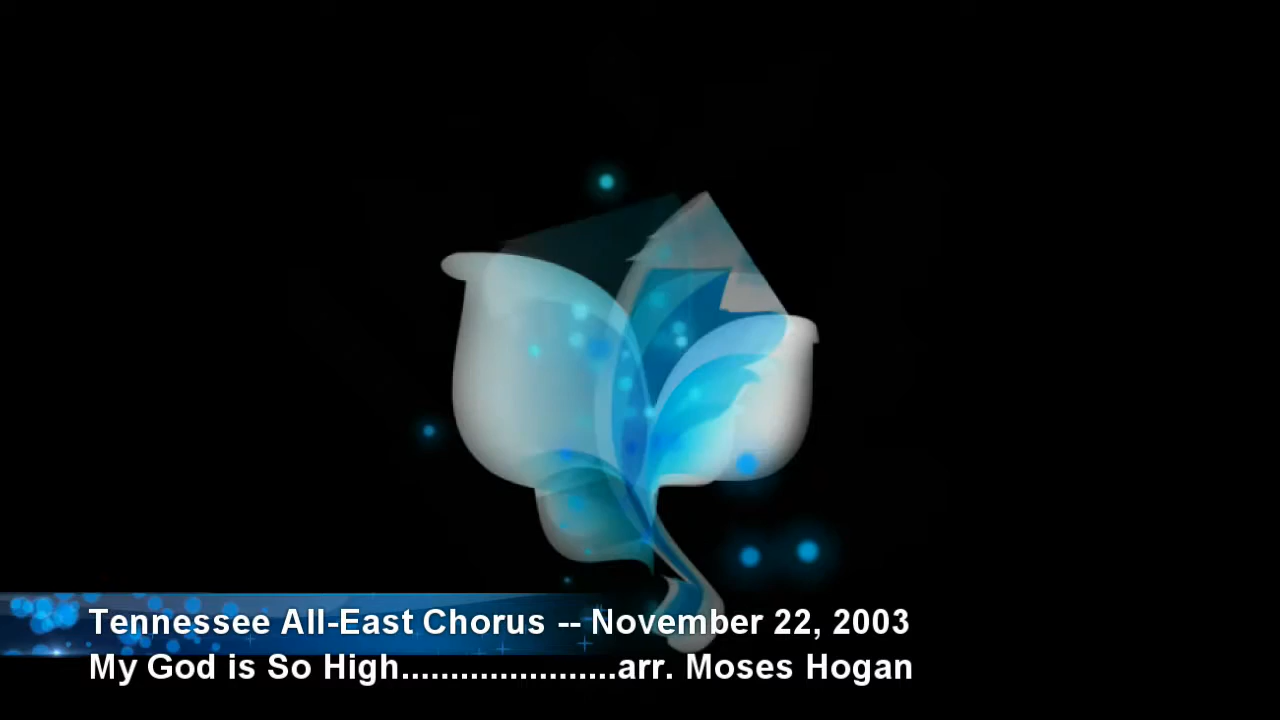 Tennessee All-East Chorus -- November 22, 2003
My God is So High......................arr. Moses Hogan